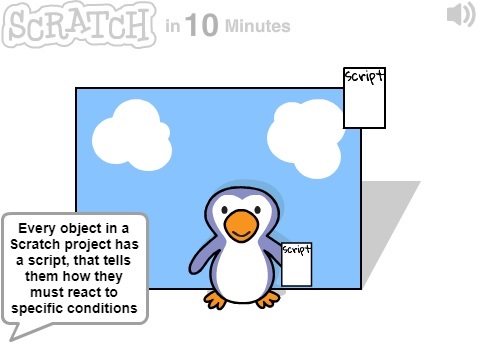 SCRATCH in 10 Minutes
script
script
Every object in a
Scratch project has
a script, that tells
them how they
must react to
specific conditions